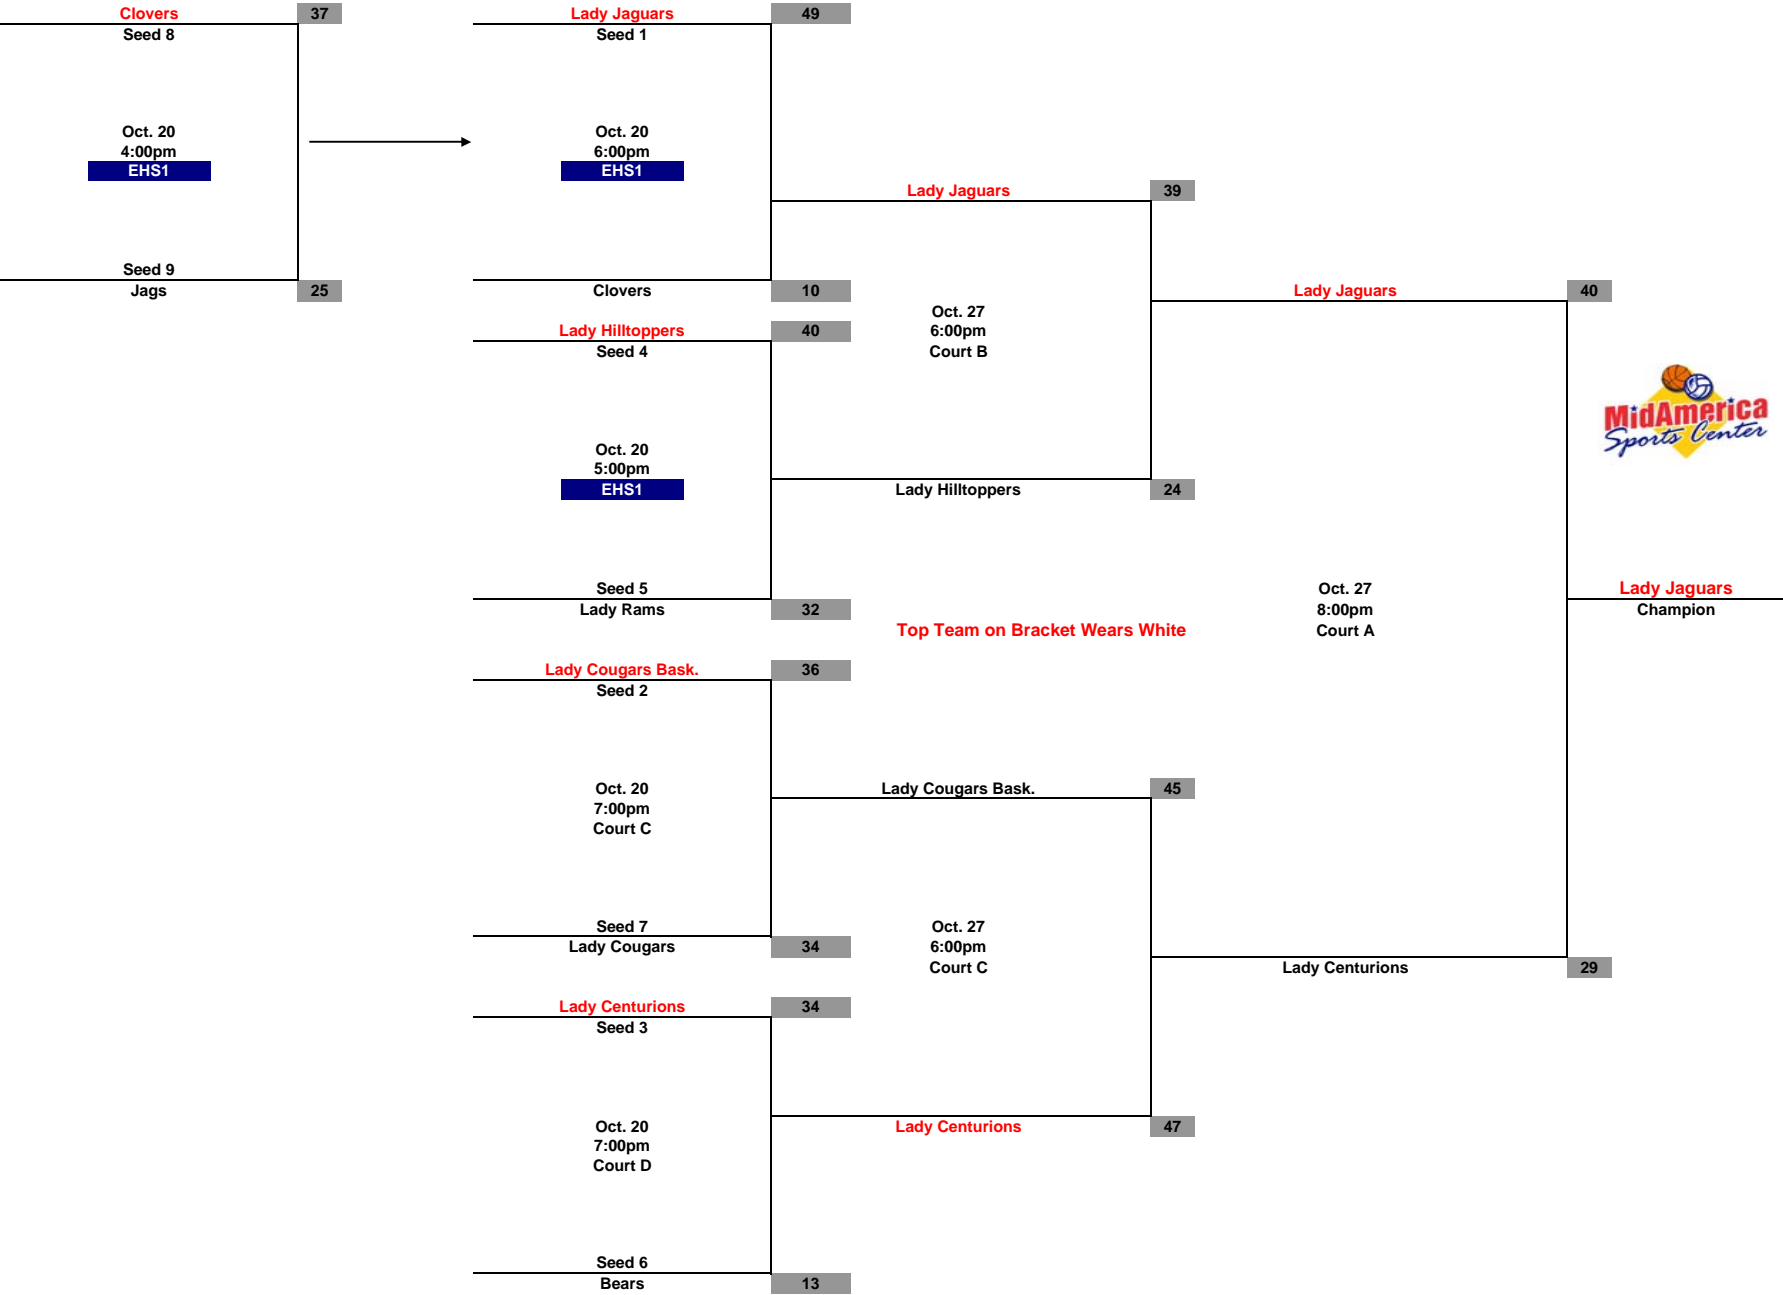 Clovers 37
Seed 8
Oct. 20
4:00pm
EHS1
Seed 9
Jags 25
Lady Jaguars 49
Seed 1
Oct. 20
6:00pm
EHS1
Clovers 10
Lady Hilltoppers 40
Seed 4
Oct. 20
5:00pm
EHS1
Seed 5
Lady Rams 32
Lady Cougars Bask. 36
Seed 2
Oct. 20
7:00pm
Court C
Seed 7
Lady Cougars 34
Lady Centurions 34
Seed 3
Oct. 20
7:00pm
Court D
Seed 6
Bears 13
Lady Jaguars 39
Oct. 27
6:00pm
Court B
Lady Hilltoppers 24
Top Team on Bracket Wears White
Lady Cougars Bask. 45
Oct. 27
6:00pm
Court C
Lady Centurions 47
Lady Jaguars 40
Oct. 27
8:00pm
Court A
Lady Centurions 29
MidAmerica
Sports Center
Lady Jaguars
Champion